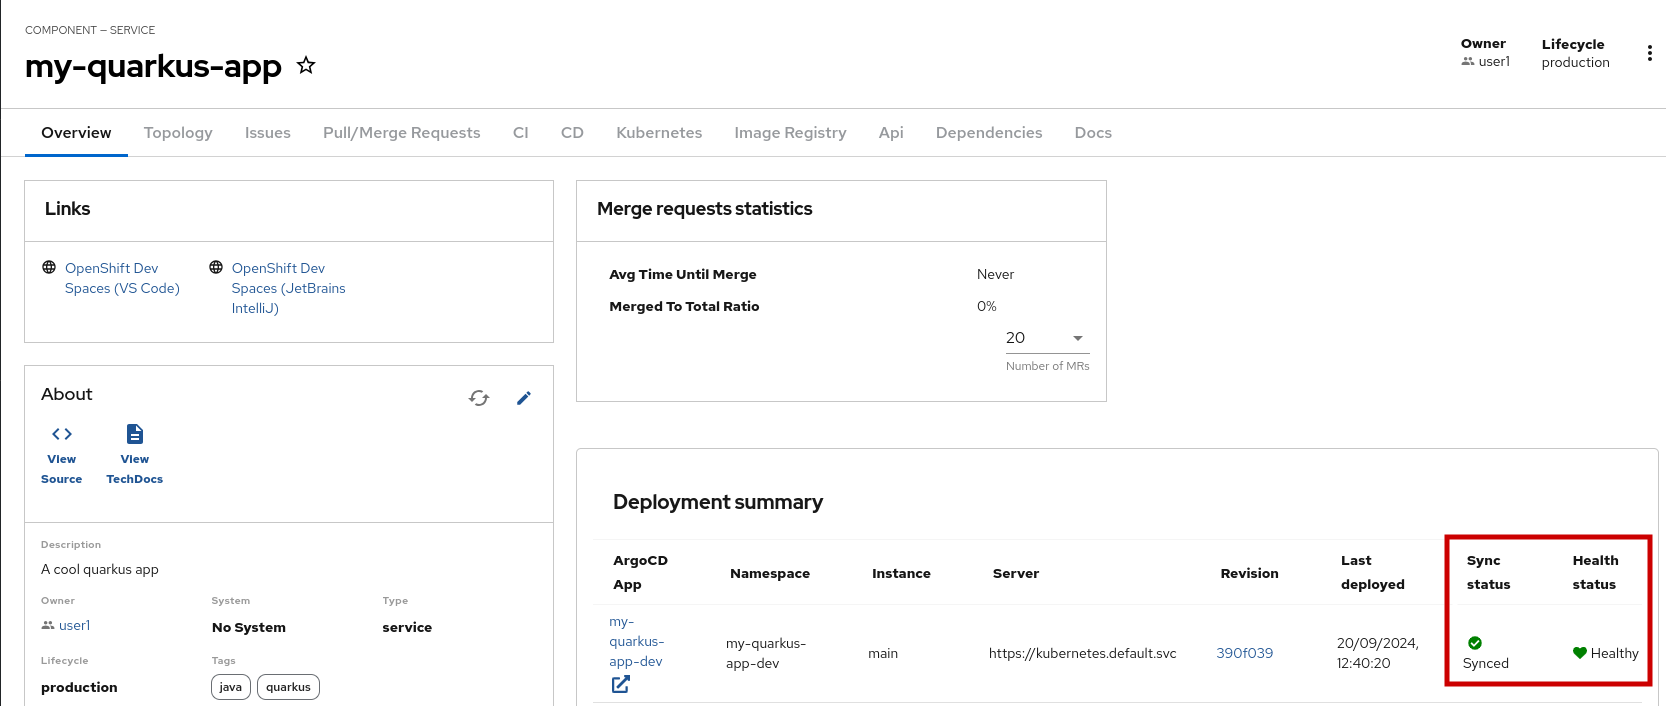 COMPONENT — SERVICE
my-quarkus-app
Owner
user1
Lifecycle
production
Overview
Topology
Issues
Pull/Merge Requests
CI
CD
Kubernetes
Image Registry
Api
Dependencies
Docs
Links
OpenShift Dev
Spaces (VS Code)
OpenShift Dev
Spaces (JetBrains
IntelliJ)
Merge requests statistics
Avg Time Until Merge
Never
Merged To Total Ratio
0%
20
Number of MRs
About
View
Source
View
TechDocs
Description
A cool quarkus app
Owner
user1
System
No System
Type
service
Lifecycle
production
Tags
java
quarkus
Deployment summary
ArgoCD
App
Namespace
Instance
Server
Revision
Last
deployed
Sync
status
Health
status
my-
quarkus-
app-dev
my-quarkus-
app-dev
main
https://kubernetes.default.svc
390f039
20/09/2024,
12:40:20
Synced
Healthy